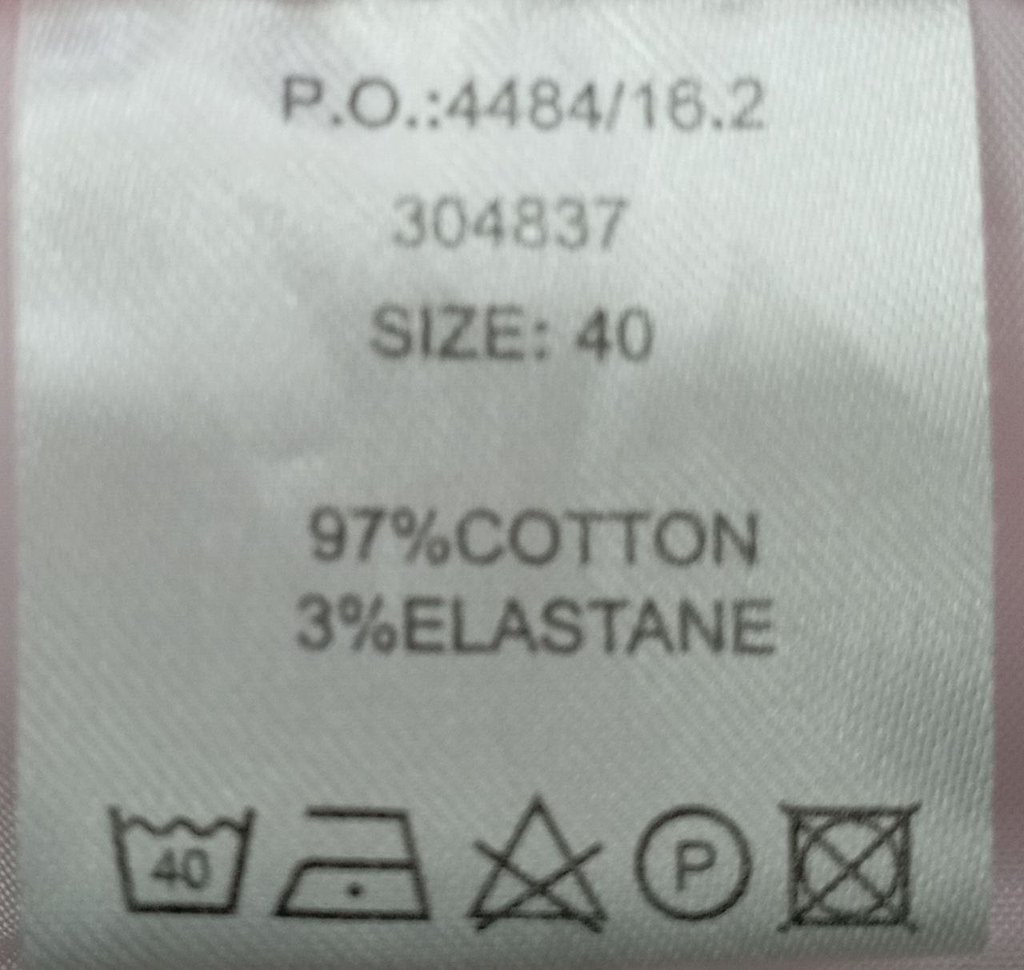 P.O.:4484/16.2
304837
SIZE: 40
97%COTTON
3%ELASTANE
40 P